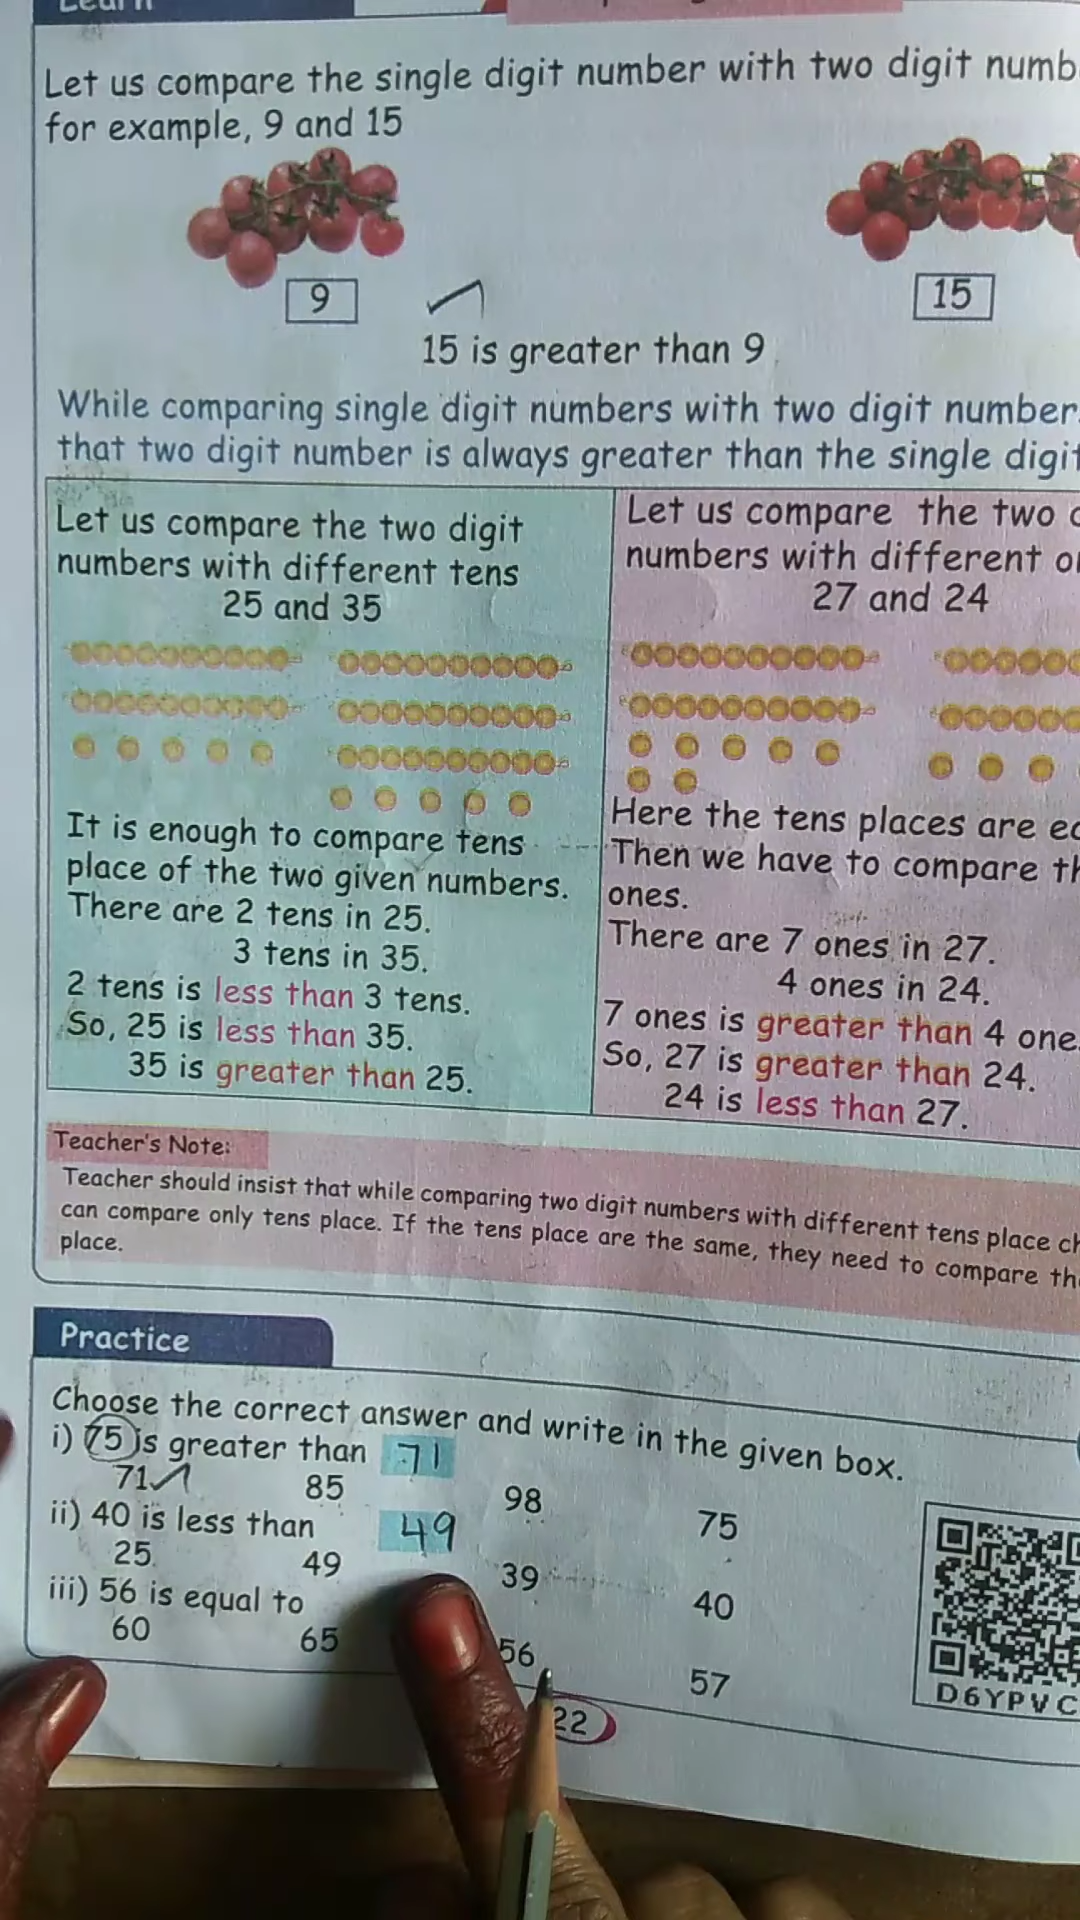 Learn
Let us compare the single digit number with two digit numb
for example, 9 and 15
9
15
15 is greater than 9
While comparing single digit numbers with two digit number
that two digit number is always greater than the single digit
Let us compare the two digit
numbers with different tens
25 and 35
It is enough to compare tens
place of the two given numbers.
There are 2 tens in 25.
3 tens in 35.
2 tens is less than 3 tens.
So, 25 is less than 35.
35 is greater than 25.
Let us compare the two
numbers with different
27 and 24
Here the tens places are
Then we have to compare
ones.
There are 7 ones in 27.
4 ones in 24.
7 ones is greater than 4 one
So, 27 is greater than 24.
24 is less than 27.
Teacher's Note:
Teacher should insist that while comparing two digit numbers with different tens place
can compare only tens place. If the tens place are the same, they need to compare
place.
Practice
Choose the correct answer and write in the given box.
i) 75 is greater than 71
71 85 98 75
ii) 40 is less than 49
25 49 39 40
iii) 56 is equal to
60 65 56 57
D6YPVC
22